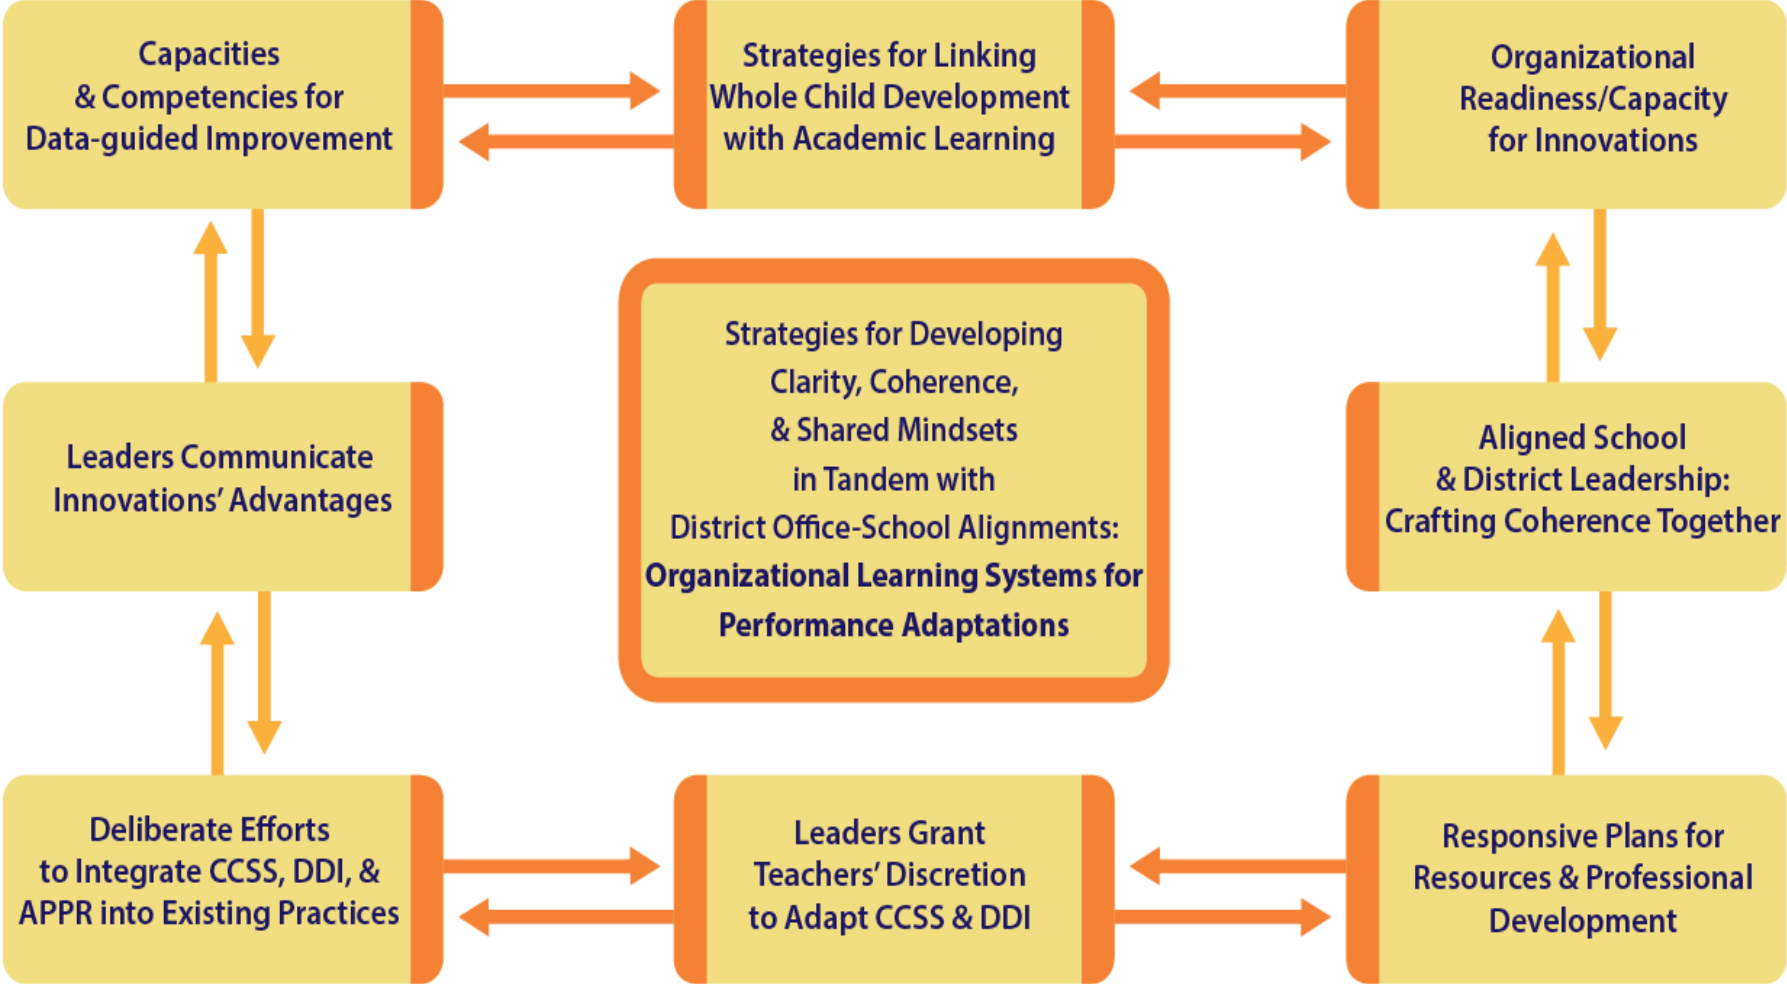 Capacities
& Competencies for
Data-guided Improvement
Strategies for Linking
Whole Child Development
with Academic Learning
Organizational
Readiness/Capacity
for Innovations
Leaders Communicate
Innovations’ Advantages
Strategies for Developing
Clarity, Coherence,
& Shared Mindsets
in Tandem with
District Office-School Alignments:
Organizational Learning Systems for
Performance Adaptations
Aligned School
& District Leadership:
Crafting Coherence Together
Deliberate Efforts
to Integrate CCSS, DDI, &
APPR into Existing Practices
Leaders Grant
Teachers’ Discretion
to Adapt CCSS & DDI
Responsive Plans for
Resources & Professional
Development